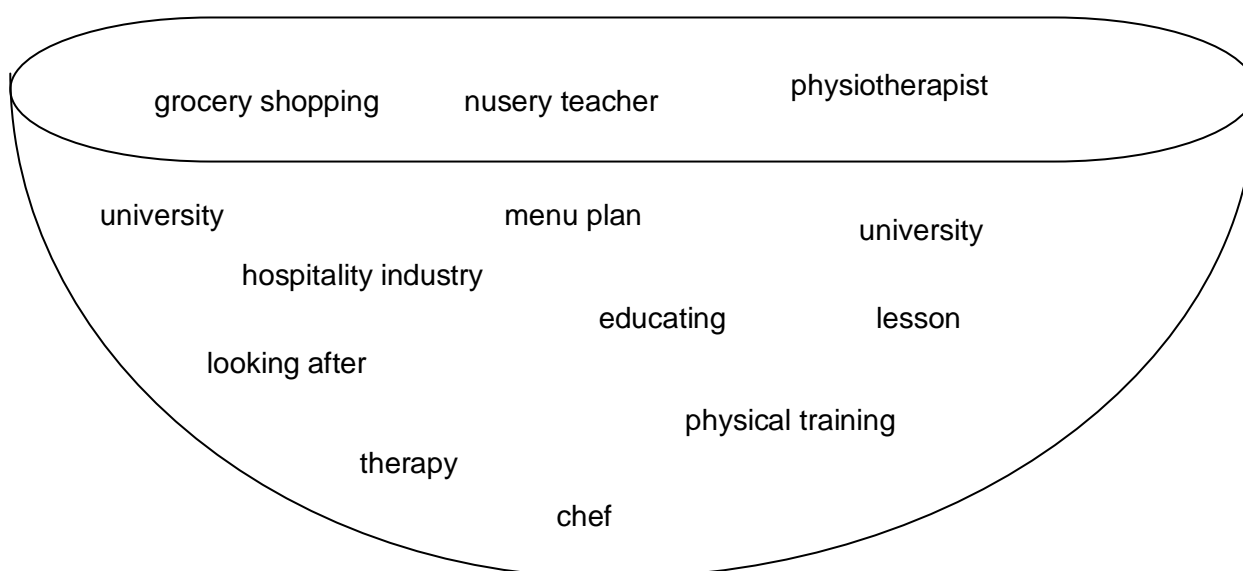 grocery shopping
nusery teacher
physiotherapist
university
menu plan
university
hospitality industry
educating
lesson
looking after
physical training
therapy
chef